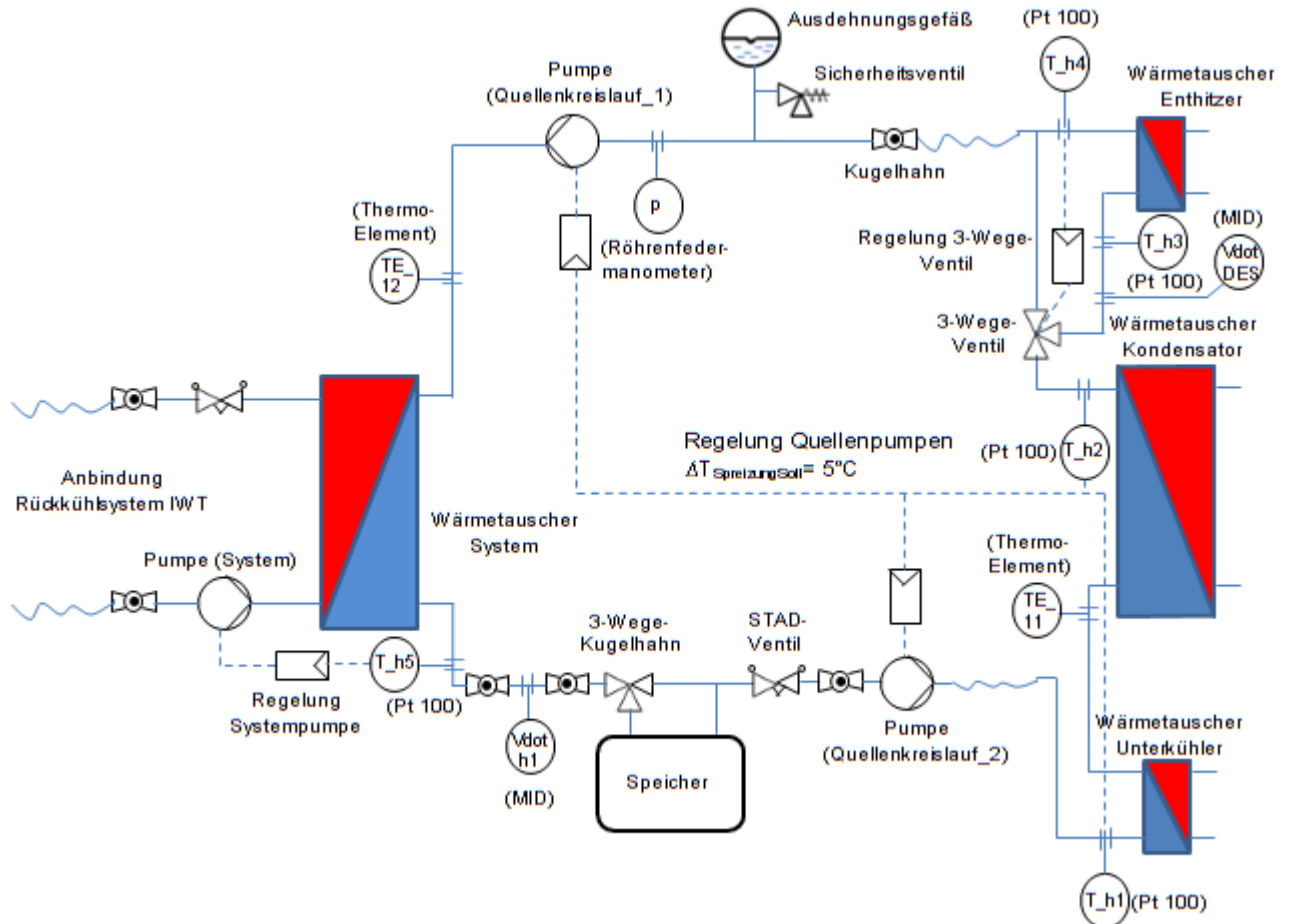 Ausdehnungsgefäß
(Pt 100)
T_h4
Wärmetauscher
Enthitzer
Pumpe
(Quellenkreislauf_1)
Sicherheitsventil
Kugelhahn
(Thermo-
Element)
TE_
12
p
(Röhrenfeder-
manometer)
Regelung 3-Wege-
Ventil
T_h3
(Pt 100)
(MID)
Vdot
DES
3-Wege-
Ventil
Wärmetauscher
Kondensator
Anbindung
Rückkühlsystem IWT
Regelung Quellenpumpen
ΔT SpreizungSoll = 5°C
(Pt 100)
T_h2
Wärmetauscher
System
Pumpe (System)
(Thermo-
Element)
TE_
11
3-Wege-
Kugelhahn
STAD-
Ventil
T_h5
(Pt 100)
Regelung
Systempumpe
Vdot
h1
(MID)
Speicher
Pumpe
(Quellenkreislauf_2)
Wärmetauscher
Unterkühler
T_h1
(Pt 100)